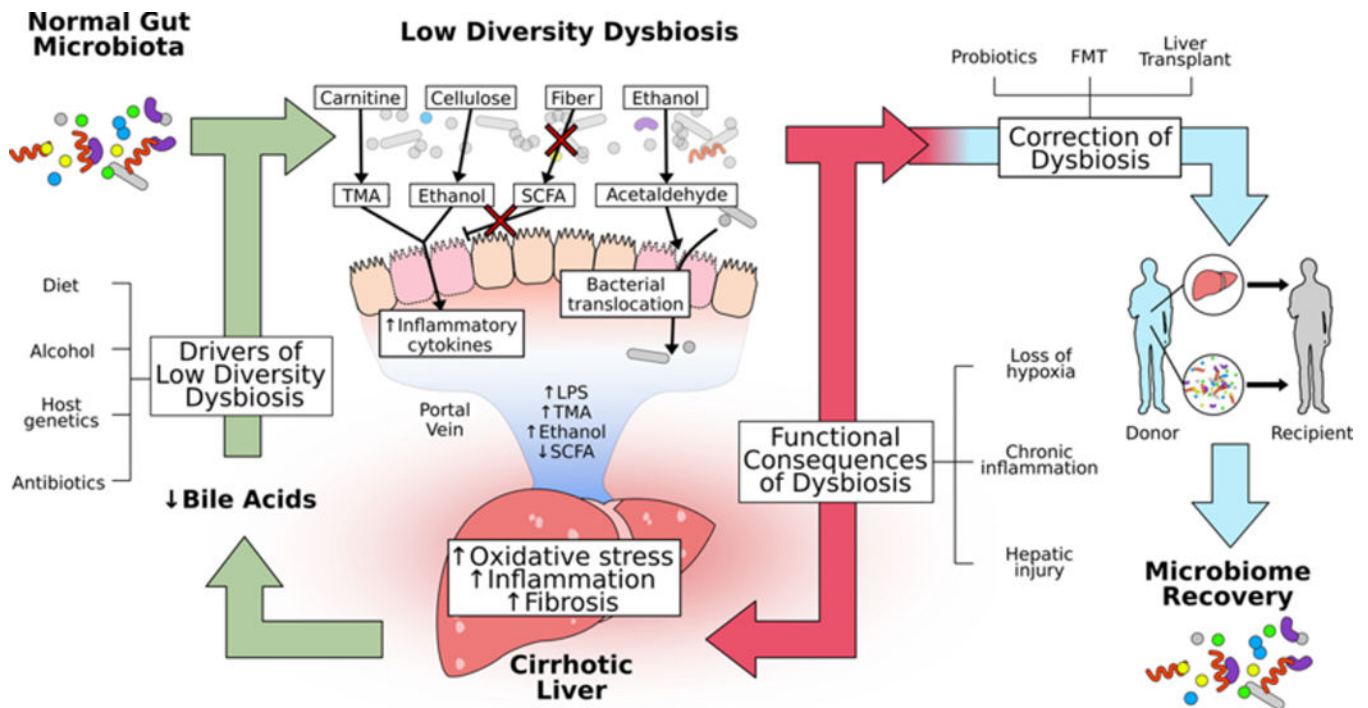 Normal Gut
Microbiota
Low Diversity Dysbiosis
Carnitine
Cellulose
Fiber
Ethanol
TMA
Ethanol
SCFA
Acetaldehyde
Bacterial
translocation
↑Inflammatory
cytokines
Diet
Alcohol
Host
genetics
Antibiotics
Drivers of
Low Diversity
Dysbiosis
↓Bile Acids
Portal
Vein
↑LPS
↑TMA
↑Ethanol
↓SCFA
↑Oxidative stress
↑Inflammation
↑Fibrosis
Cirrhotic
Liver
Functional
Consequences
of Dysbiosis
Loss of
hypoxia
Chronic
inflammation
Hepatic
injury
Probiotics
FMT
Liver
Transplant
Correction of
Dysbiosis
Donor
Recipient
Microbiome
Recovery